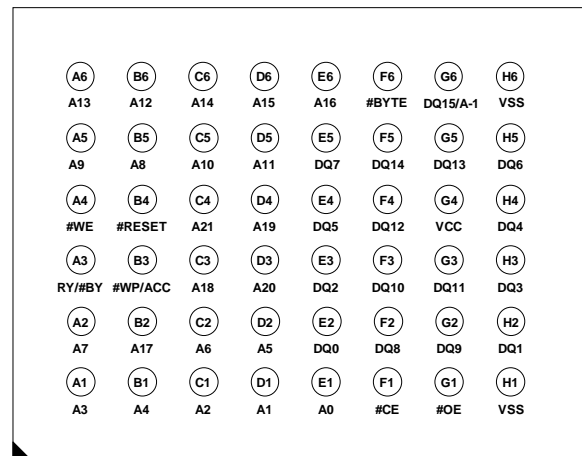 A6 B6 C6 D6 E6 F6 G6 H6
A13 A12 A14 A15 A16 #BYTE DQ15/A-1 VSS
A5 B5 C5 D5 E5 F5 G5 H5
A9 A8 A10 A11 DQ7 DQ14 DQ13 DQ6
A4 B4 C4 D4 E4 F4 G4 H4
#WE #RESET A21 A19 DQ5 DQ12 VCC DQ4
A3 B3 C3 D3 E3 F3 G3 H3
RY/#BY #WP/ACC A18 A20 DQ2 DQ10 DQ11 DQ3
A2 B2 C2 D2 E2 F2 G2 H2
A7 A17 A6 A5 DQ0 DQ8 DQ9 DQ1
A1 B1 C1 D1 E1 F1 G1 H1
A3 A4 A2 A1 A0 #CE #OE VSS